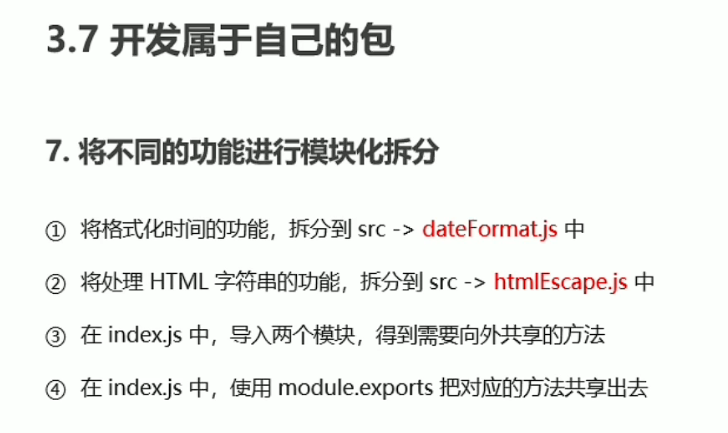 3.7 开发属于自己的包
7. 将不同的功能进行模块化拆分
① 将格式化时间的功能，拆分到 src -> dateFormat.js 中
② 将处理 HTML 字符串的功能，拆分到 src -> htmlEscape.js 中
③ 在 index.js 中，导入两个模块，得到需要向外共享的方法
④ 在 index.js 中，使用 module.exports 把对应的方法共享出去